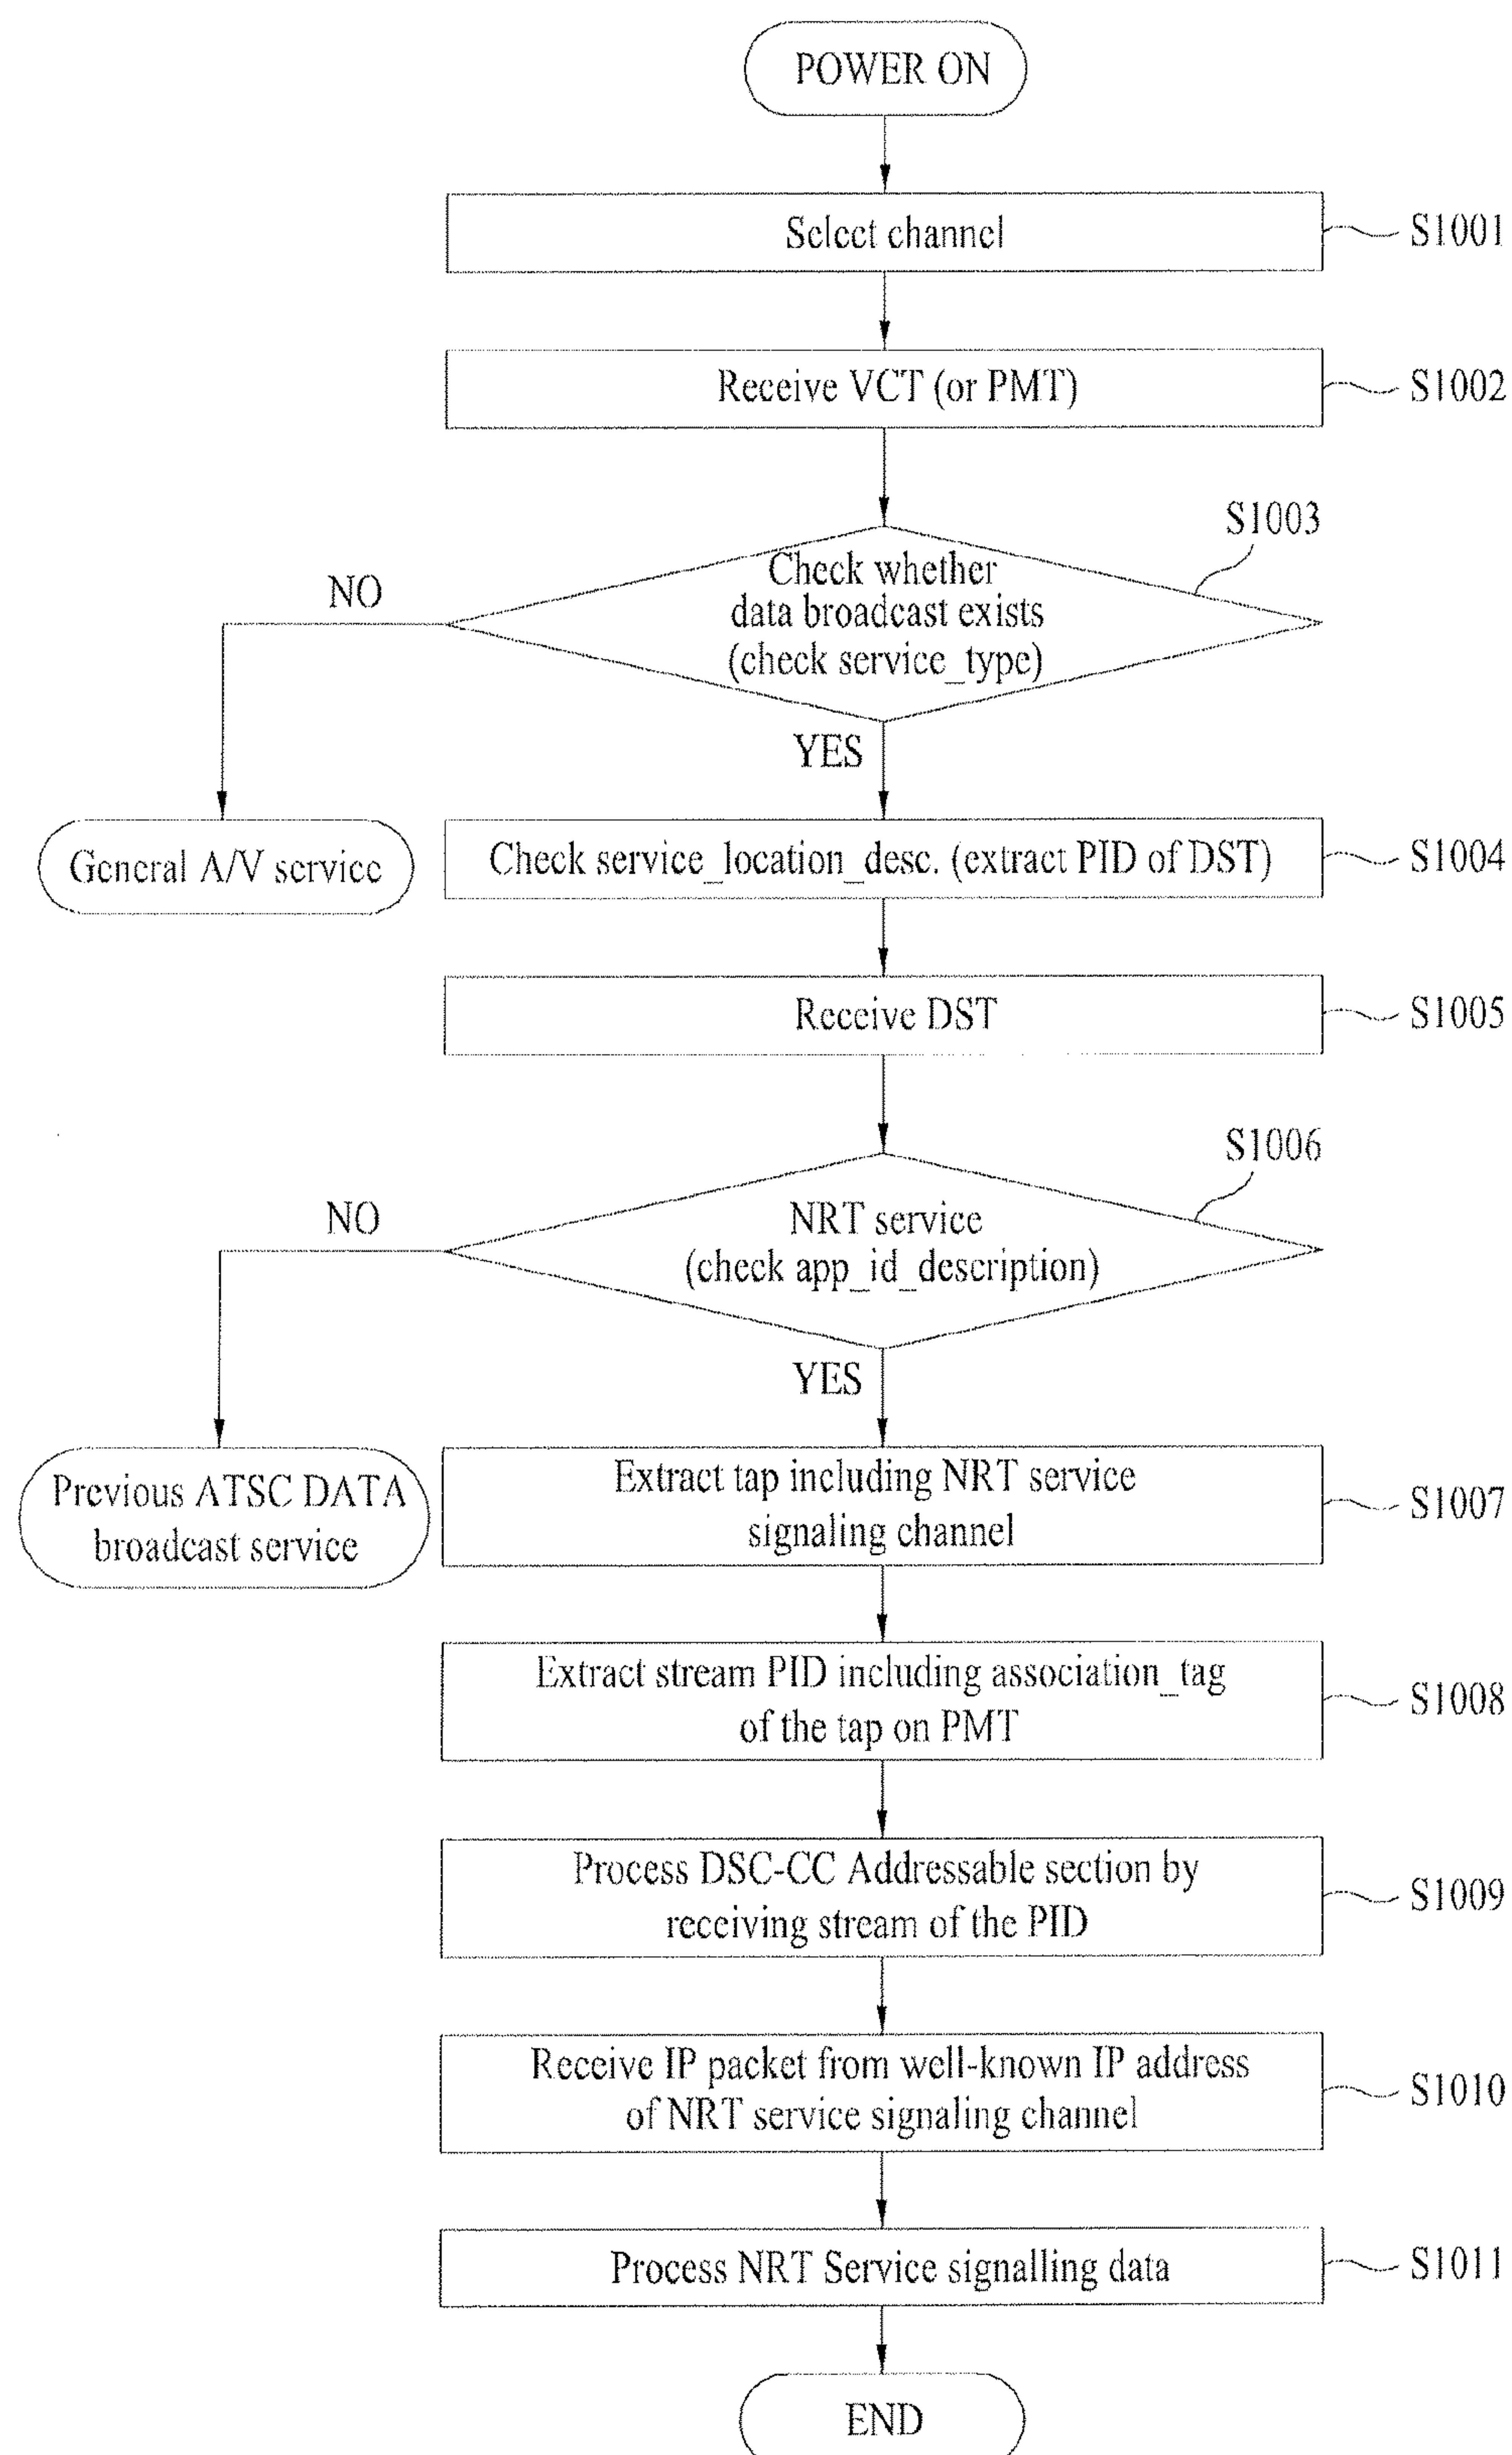 POWER ON
Select channel
S1001
Receive VCT (or PMT)
S1002
S1003
Check whether
data broadcast exists
(check service_type)
NO
YES
General A/V service
Check service_location_desc. (extract PID of DST)
S1004
Receive DST
S1005
S1006
NRT service
(check app_id_description)
NO
YES
Previous ATSC DATA
broadcast service
Extract tap including NRT service
signaling channel
S1007
Extract stream PID including association_tag
of the tap on PMT
S1008
Process DSC-CC Addressable section by
receiving stream of the PID
S1009
Receive IP packet from well-known IP address
of NRT service signaling channel
S1010
Process NRT Service signalling data
S1011
END